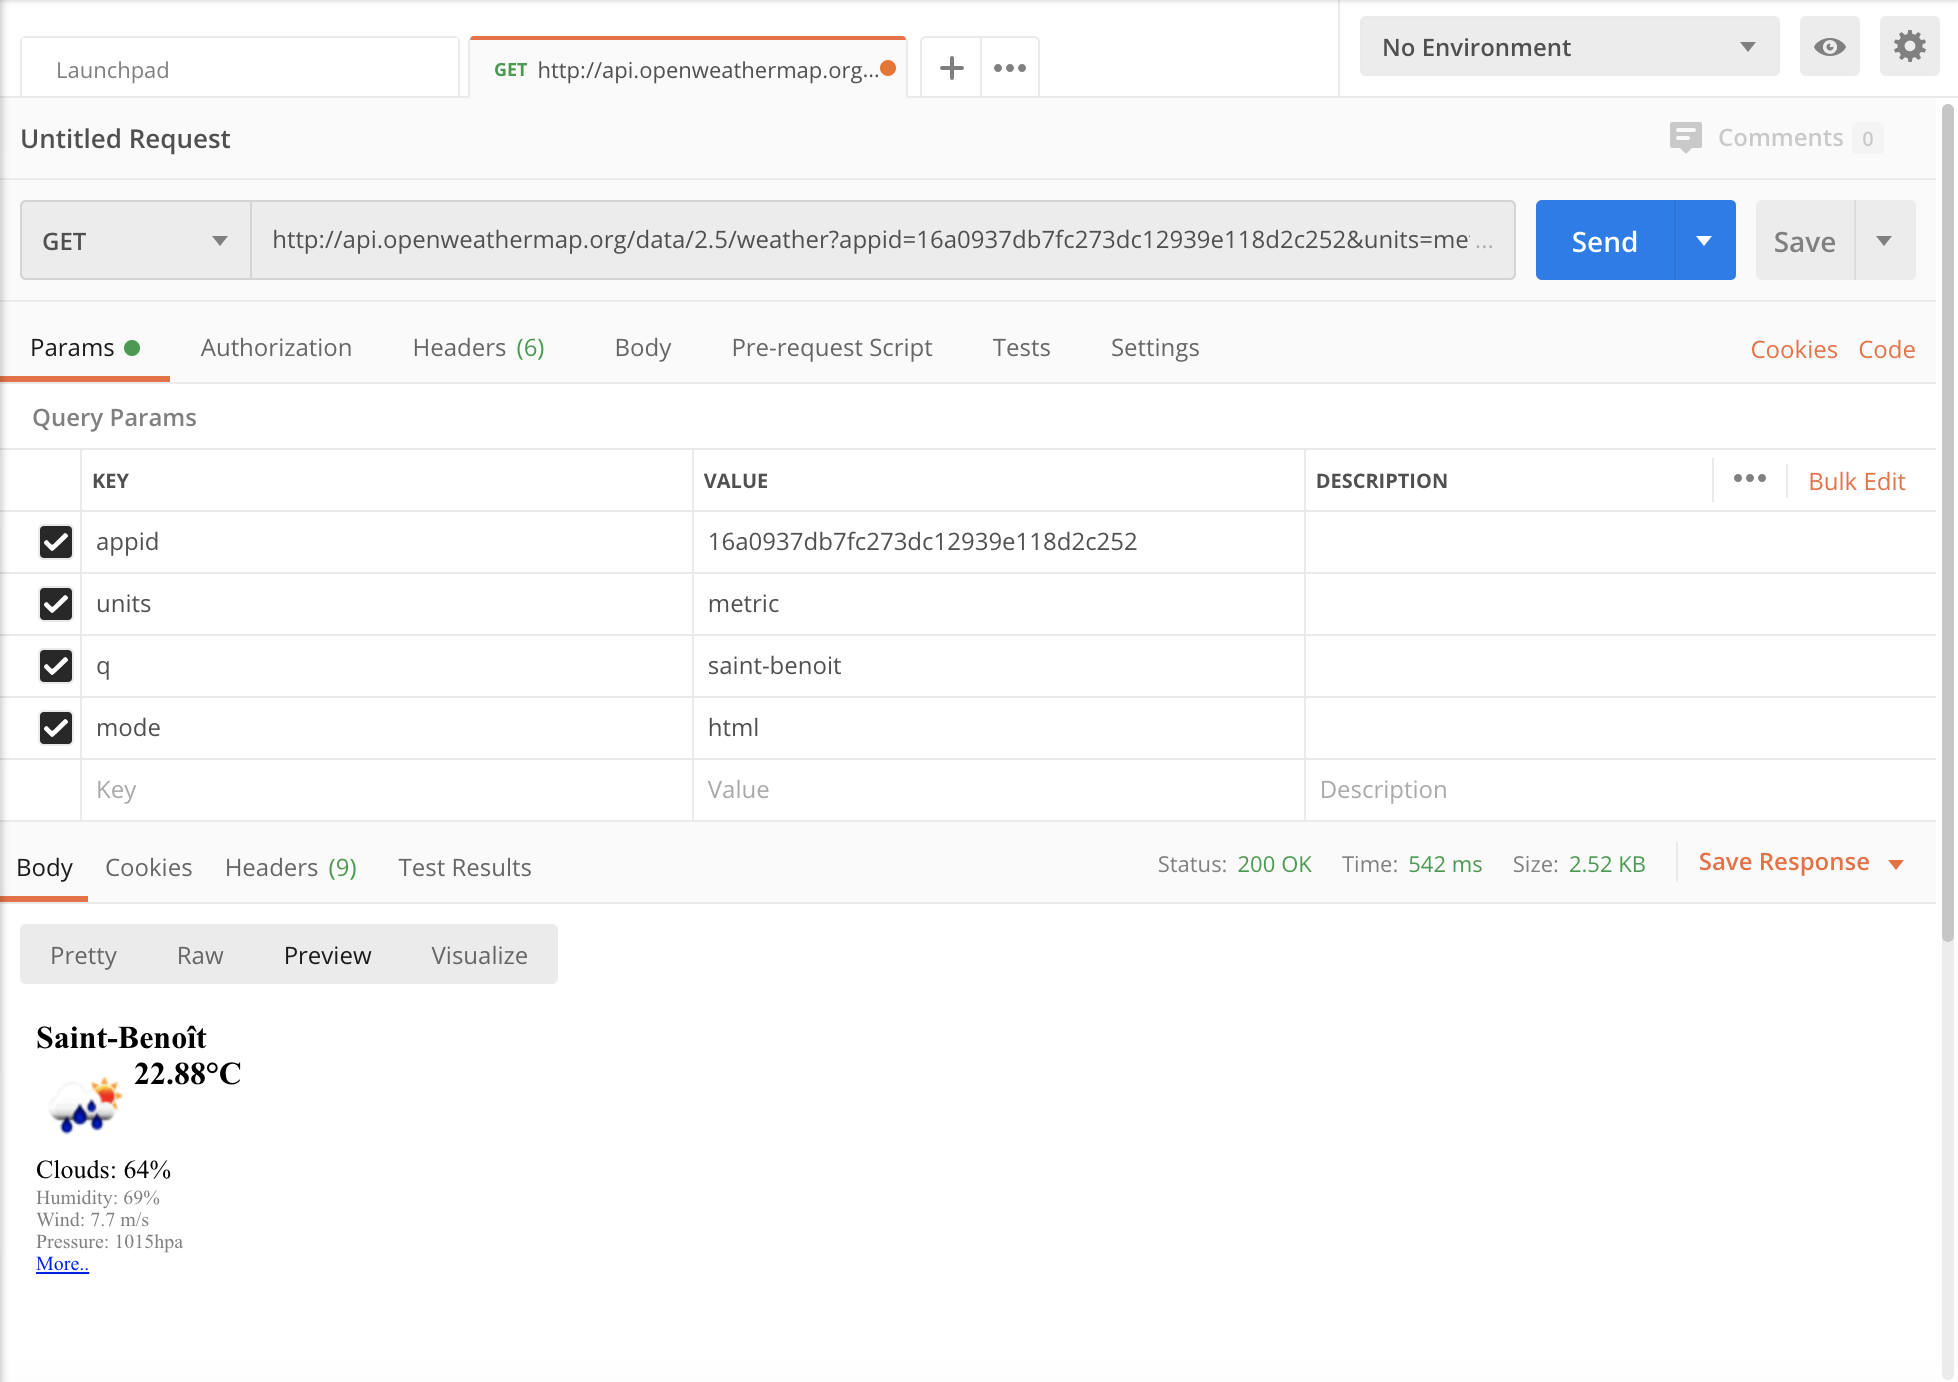 Launchpad
GET http://api.openweathermap.org...
No Environment
Untitled Request
Comments 0
GET
http://api.openweathermap.org/data/2.5/weather?appid=16a0937db7fc273dc12939e118d2c252&units=me ...
Send
Save
Params
Authorization
Headers (6)
Body
Pre-request Script
Tests
Settings
Cookies
Code
Query Params
KEY VALUE DESCRIPTION ••• Bulk Edit
appid 16a0937db7fc273dc12939e118d2c252
units metric
q saint-benoit
mode html
Key Value Description
Body
Cookies
Headers (9)
Test Results
Status: 200 OK
Time: 542 ms
Size: 2.52 KB
Save Response
Pretty
Raw
Preview
Visualize
Saint-Benoît
22.88°C
Clouds: 64%
Humidity: 69%
Wind: 7.7 m/s
Pressure: 1015hpa
More..